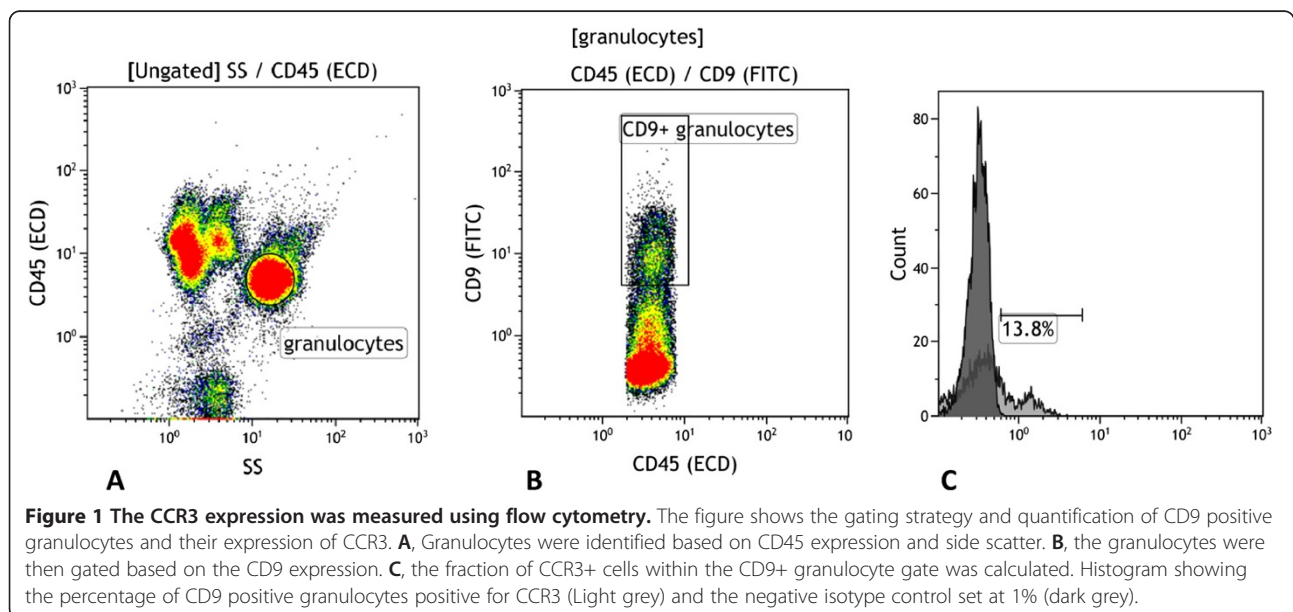 [granulocytes]
[Ungated] SS / CD45 (ECD)
CD45 (ECD) / CD9 (FITC)
10³
10²
10¹
10⁰
CD45 (ECD)
granulocytes
10⁰ 10¹ 10² 10³
SS
A
10³
10²
10¹
10⁰
CD9 (FITC)
CD9+ granulocytes
10⁰ 10¹ 10² 10
CD45 (ECD)
B
80
60
40
20
0
Count
13.8%
10⁰ 10¹ 10² 10³
C
Figure 1 The CCR3 expression was measured using flow cytometry. The figure shows the gating strategy and quantification of CD9 positive
granulocytes and their expression of CCR3. A, Granulocytes were identified based on CD45 expression and side scatter. B, the granulocytes were
then gated based on the CD9 expression. C, the fraction of CCR3+ cells within the CD9+ granulocyte gate was calculated. Histogram showing
the percentage of CD9 positive granulocytes positive for CCR3 (Light grey) and the negative isotype control set at 1% (dark grey).